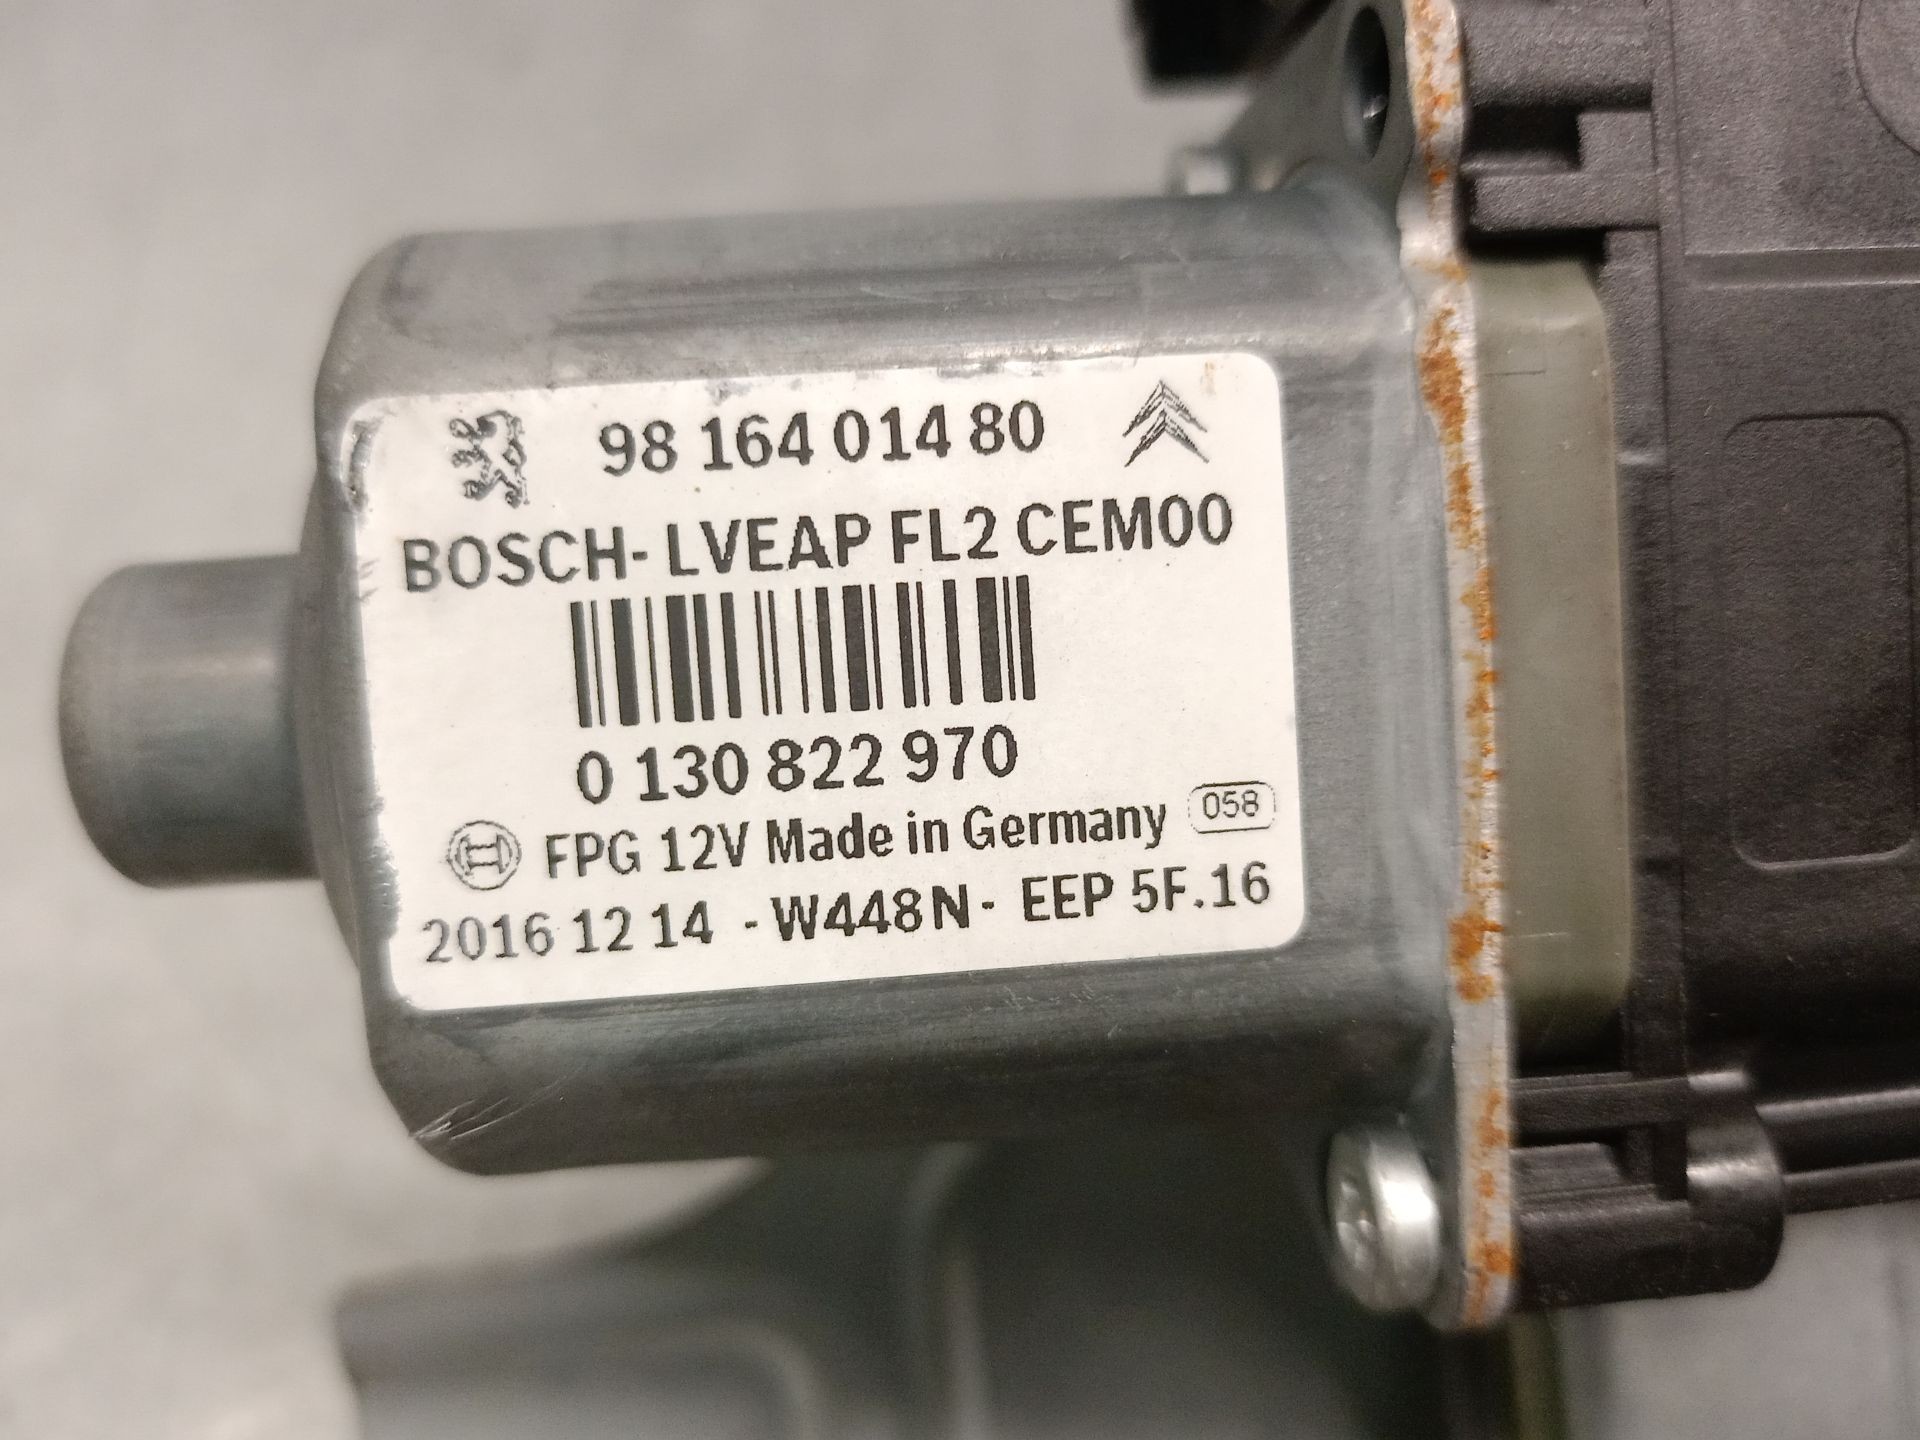 98 164 014 80
BOSCH- LVEAP FL2 CEM00
0 130 822 970
FPG 12V Made in Germany 058
2016 12 14 - W448N - EEP 5F.16